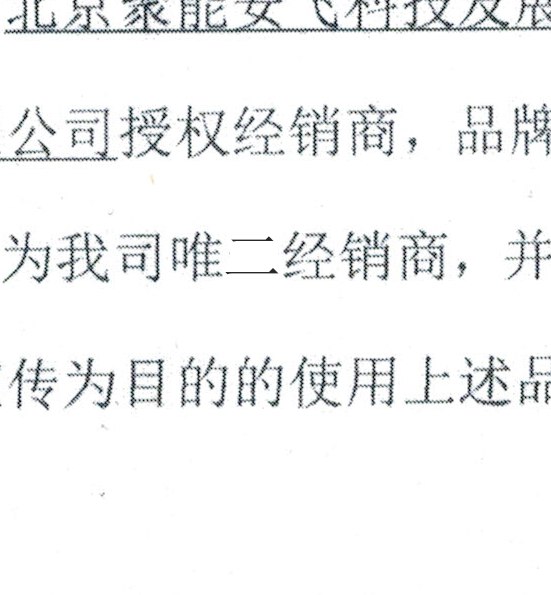 北京聚能安飞科技发展
公司授权经销商，品牌
为我司唯二经销商，并
传为目的的使用上述品